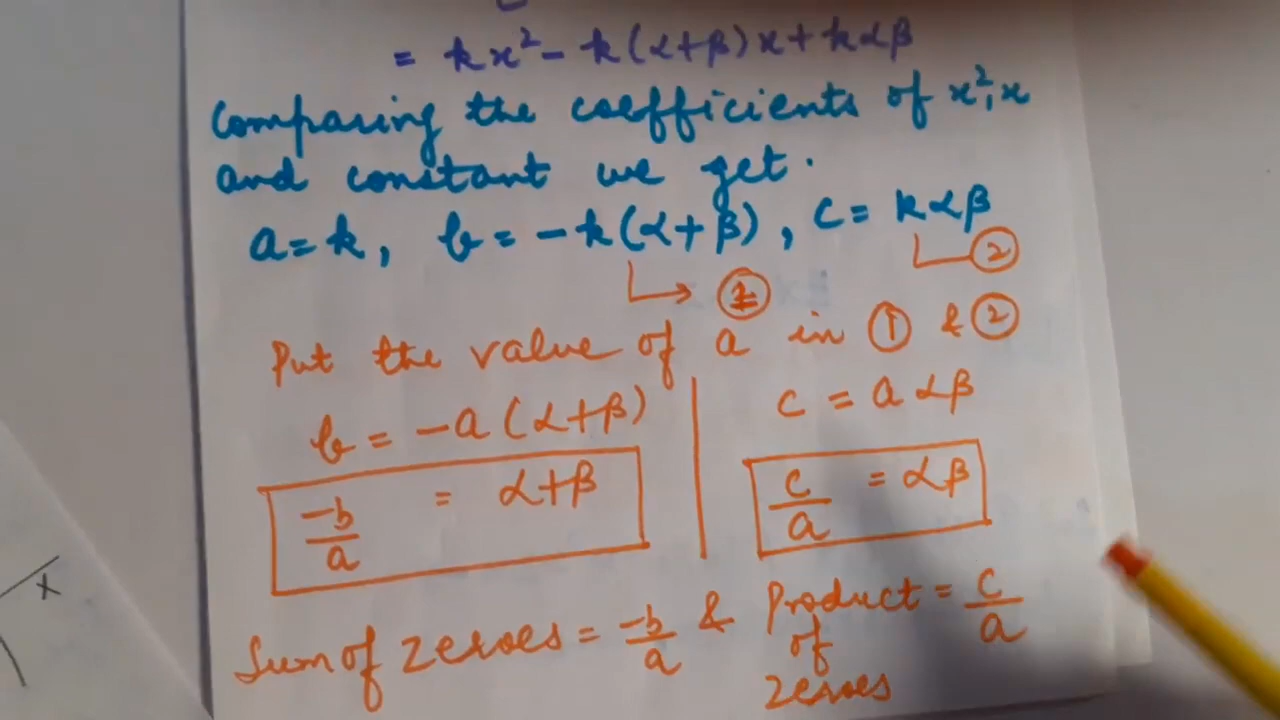 = kx² - k(α+β)x + kαβ
Comparing the coefficients of x², x
and constant we get.
a = k, b = -k(α+β), c = kαβ
→ ① ②
Put the value of a in ① & ②
b = -a(α+β) c = aαβ
-b/a = α+β c/a = αβ
Sum of zeroes = -b/a & Product of zeroes = c/a
x